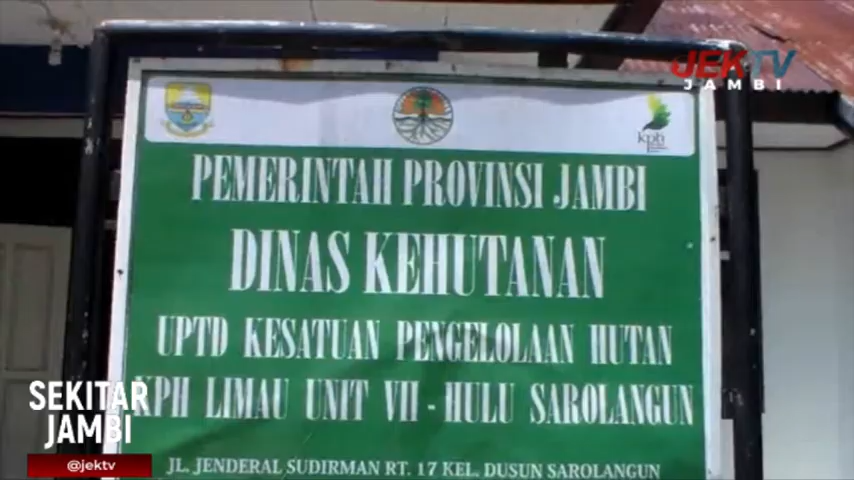 JEKTV
JAMBI
kph
PEMERINTAH PROVINSI JAMBI
DINAS KEHUTANAN
UPTD KESATUAN PENGELOLAAN HUTAN
KPH LIMAU UNIT VII - HULU SAROLANGUN
JL. JENDERAL SUDIRMAN RT. 17 KEL. DUSUN SAROLANGUN
SEKITAR
JAMBI
@jektv